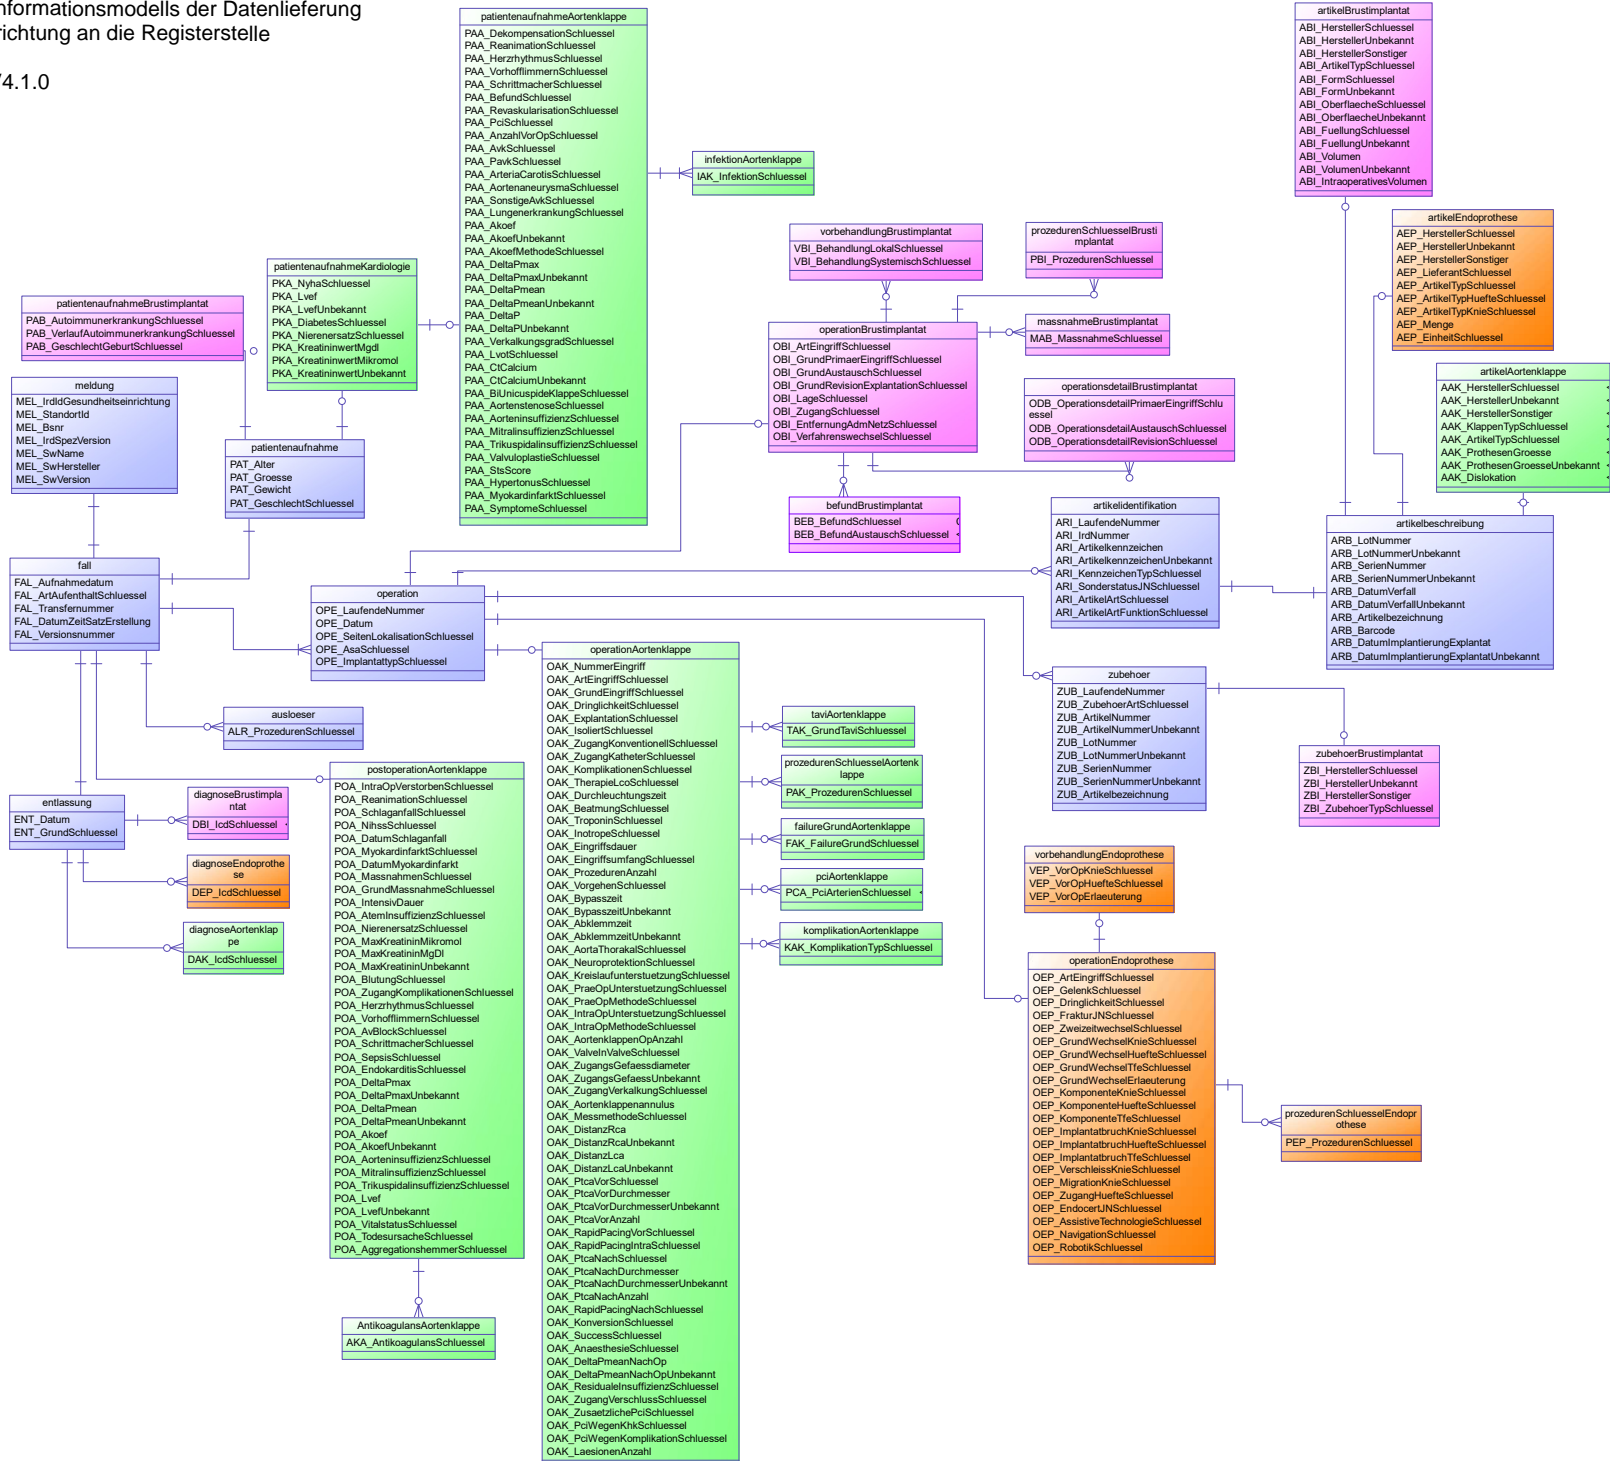 nformationsmodells der Datenlieferung
richtung an die Registerstelle
/4.1.0
patientenaufnahmeAortenklappe
PAA_DekompensationSchluessel
PAA_ReanimationSchluessel
PAA_HerzrhythmusSchluessel
PAA_VorhofflimmernSchluessel
PAA_SchrittmacherSchluessel
PAA_BefundSchluessel
PAA_RevaskularisationSchluessel
PAA_PciSchluessel
PAA_AnzahlVorOpSchluessel
PAA_AvkSchluessel
PAA_PavkSchluessel
PAA_ArteriaCarotisSchluessel
PAA_AortenaneurysmaSchluessel
PAA_SonstigeAvkSchluessel
PAA_LungenerkrankungSchluessel
PAA_Akoef
PAA_AkoefUnbekannt
PAA_AkoefMethodeSchluessel
PAA_DeltaPmax
PAA_DeltaPmaxUnbekannt
PAA_DeltaPmean
PAA_DeltaPmeanUnbekannt
PAA_DeltaP
PAA_DeltaPUnbekannt
PAA_VerkalkungsgradSchluessel
PAA_LvotSchluessel
PAA_CtCalcium
PAA_CtCalciumUnbekannt
PAA_BiUnicuspideKlappeSchluessel
PAA_AortenstenoseSchluessel
PAA_AorteninsuffizienzSchluessel
PAA_MitralinsuffizienzSchluessel
PAA_TrikuspidalinsuffizienzSchluessel
PAA_ValvuloplastieSchluessel
PAA_StsScore
PAA_HypertonusSchluessel
PAA_MyokardinfarktSchluessel
PAA_SymptomeSchluessel
infektionAortenklappe
IAK_InfektionSchluessel
artikelBrustimplantat
ABI_HerstellerSchluessel
ABI_HerstellerUnbekannt
ABI_HerstellerSonstiger
ABI_ArtikelTypSchluessel
ABI_FormSchluessel
ABI_FormUnbekannt
ABI_OberflaecheSchluessel
ABI_OberflaecheUnbekannt
ABI_FuellungSchluessel
ABI_FuellungUnbekannt
ABI_Volumen
ABI_VolumenUnbekannt
ABI_IntraoperativesVolumen
artikelEndoprothese
AEP_HerstellerSchluessel
AEP_HerstellerUnbekannt
AEP_HerstellerSonstiger
AEP_LieferantSchluessel
AEP_ArtikelTypSchluessel
AEP_ArtikelTypHuefteSchluessel
AEP_ArtikelTypKnieSchluessel
AEP_Menge
AEP_EinheitSchluessel
artikelAortenklappe
AAK_HerstellerSchluessel
AAK_HerstellerUnbekannt
AAK_HerstellerSonstiger
AAK_KlappenTypSchluessel
AAK_ArtikelTypSchluessel
AAK_ProthesenGroesse
AAK_ProthesenGroesseUnbekannt
AAK_Dislokation
vorbehandlungBrustimplantat
VBI_BehandlungLokalSchluessel
VBI_BehandlungSystemischSchluessel
prozedurenSchluesselBrusti
mplantat
PBI_ProzedurenSchluessel
operationBrustimplantat
OBI_ArtEingriffSchluessel
OBI_GrundPrimaerEingriffSchluessel
OBI_GrundAustauschSchluessel
OBI_GrundRevisionExplantationSchluessel
OBI_LageSchluessel
OBI_ZugangSchluessel
OBI_EntfernungAdmNetzSchluessel
OBI_VerfahrenswechselSchluessel
massnahmeBrustimplantat
MAB_MassnahmeSchluessel
operationsdetailBrustimplantat
ODB_OperationsdetailPrimaerEingriffSchlu
essel
ODB_OperationsdetailAustauschSchluessel
ODB_OperationsdetailRevisionSchluessel
befundBrustimplantat
BEB_BefundSchluessel
BEB_BefundAustauschSchluessel
patientenaufnahmeKardiologie
PKA_NyhaSchluessel
PKA_Lvef
PKA_LvefUnbekannt
PKA_DiabetesSchluessel
PKA_NierenersatzSchluessel
PKA_KreatininwertMgdl
PKA_KreatininwertMikromol
PKA_KreatininwertUnbekannt
patientenaufnahmeBrustimplantat
PAB_AutoimmunerkrankungSchluessel
PAB_VerlaufAutoimmunerkrankungSchluessel
PAB_GeschlechtGeburtSchluessel
meldung
MEL_IrdIdGesundheitseinrichtung
MEL_StandortId
MEL_Bsnr
MEL_IrdSpezVersion
MEL_SwName
MEL_SwHersteller
MEL_SwVersion
patientenaufnahme
PAT_Alter
PAT_Groesse
PAT_Gewicht
PAT_GeschlechtSchluessel
fall
FAL_Aufnahmedatum
FAL_ArtAufenthaltSchluessel
FAL_Transfernummer
FAL_DatumZeitSatzErstellung
FAL_Versionsnummer
operation
OPE_LaufendeNummer
OPE_Datum
OPE_SeitenLokalisationSchluessel
OPE_AsaSchluessel
OPE_ImplantattypSchluessel
artikelidentifikation
ARI_LaufendeNummer
ARI_IrdNummer
ARI_Artikelkennzeichen
ARI_ArtikelkennzeichenUnbekannt
ARI_KennzeichenTypSchluessel
ARI_SonderstatusJNSchluessel
ARI_ArtikelArtSchluessel
ARI_ArtikelArtFunktionSchluessel
artikelbeschreibung
ARB_LotNummer
ARB_LotNummerUnbekannt
ARB_SerienNummer
ARB_SerienNummerUnbekannt
ARB_DatumVerfall
ARB_DatumVerfallUnbekannt
ARB_Artikelbezeichnung
ARB_Barcode
ARB_DatumImplantierungExplantat
ARB_DatumImplantierungExplantatUnbekannt
zubehoer
ZUB_LaufendeNummer
ZUB_ZubehoerArtSchluessel
ZUB_ArtikelNummer
ZUB_ArtikelNummerUnbekannt
ZUB_LotNummer
ZUB_LotNummerUnbekannt
ZUB_SerienNummer
ZUB_SerienNummerUnbekannt
ZUB_Artikelbezeichnung
zubehoerBrustimplantat
ZBI_HerstellerSchluessel
ZBI_HerstellerUnbekannt
ZBI_HerstellerSonstiger
ZBI_ZubehoerTypSchluessel
ausloeser
ALR_ProzedurenSchluessel
entlassung
ENT_Datum
ENT_GrundSchluessel
diagnoseBrustimpla
ntat
DBI_IcdSchluessel
diagnoseEndoprothe
se
DEP_IcdSchluessel
diagnoseAortenklap
pe
DAK_IcdSchluessel
postoperationAortenklappe
POA_IntraOpVerstorbenSchluessel
POA_ReanimationSchluessel
POA_SchlaganfallSchluessel
POA_NihssSchluessel
POA_DatumSchlaganfall
POA_MyokardinfarktSchluessel
POA_DatumMyokardinfarkt
POA_MassnahmenSchluessel
POA_GrundMassnahmeSchluessel
POA_IntensivDauer
POA_AtemInsuffizienzSchluessel
POA_NierenersatzSchluessel
POA_MaxKreatininMikromol
POA_MaxKreatininMgDl
POA_MaxKreatininUnbekannt
POA_BlutungSchluessel
POA_ZugangKomplikationenSchluessel
POA_HerzrhythmusSchluessel
POA_VorhofflimmernSchluessel
POA_AvBlockSchluessel
POA_SchrittmacherSchluessel
POA_SepsisSchluessel
POA_EndokarditisSchluessel
POA_DeltaPmax
POA_DeltaPmaxUnbekannt
POA_DeltaPmean
POA_DeltaPmeanUnbekannt
POA_Akoef
POA_AkoefUnbekannt
POA_AorteninsuffizienzSchluessel
POA_MitralinsuffizienzSchluessel
POA_TrikuspidalinsuffizienzSchluessel
POA_Lvef
POA_LvefUnbekannt
POA_VitalstatusSchluessel
POA_TodesursacheSchluessel
POA_AggregationshemmerSchluessel
AntikoagulansAortenklappe
AKA_AntikoagulansSchluessel
operationAortenklappe
OAK_NummerEingriff
OAK_ArtEingriffSchluessel
OAK_GrundEingriffSchluessel
OAK_DringlichkeitSchluessel
OAK_ExplantationSchluessel
OAK_IsoliertSchluessel
OAK_ZugangKonventionellSchluessel
OAK_ZugangKatheterSchluessel
OAK_KomplikationenSchluessel
OAK_TherapieLcoSchluessel
OAK_Durchleuchtungszeit
OAK_BeatmungSchluessel
OAK_TroponinSchluessel
OAK_InotropeSchluessel
OAK_Eingriffsdauer
OAK_EingriffsumfangSchluessel
OAK_ProzedurenAnzahl
OAK_VorgehenSchluessel
OAK_Bypasszeit
OAK_BypasszeitUnbekannt
OAK_Abklemmzeit
OAK_AbklemmzeitUnbekannt
OAK_AortaThorakalSchluessel
OAK_NeuroprotektionSchluessel
OAK_KreislaufunterstuetzungSchluessel
OAK_PraeOpUnterstuetzungSchluessel
OAK_PraeOpMethodeSchluessel
OAK_IntraOpUnterstuetzungSchluessel
OAK_IntraOpMethodeSchluessel
OAK_AortenklappenOpAnzahl
OAK_ValveInValveSchluessel
OAK_ZugangsGefaessdiameter
OAK_ZugangsGefaessUnbekannt
OAK_ZugangVerkalkungSchluessel
OAK_Aortenklappenannulus
OAK_MessmethodeSchluessel
OAK_DistanzRca
OAK_DistanzRcaUnbekannt
OAK_DistanzLca
OAK_DistanzLcaUnbekannt
OAK_PtcaVorSchluessel
OAK_PtcaVorDurchmesser
OAK_PtcaVorDurchmesserUnbekannt
OAK_PtcaVorAnzahl
OAK_RapidPacingVorSchluessel
OAK_RapidPacingIntraSchluessel
OAK_PtcaNachSchluessel
OAK_PtcaNachDurchmesser
OAK_PtcaNachDurchmesserUnbekannt
OAK_PtcaNachAnzahl
OAK_RapidPacingNachSchluessel
OAK_KonversionSchluessel
OAK_SuccessSchluessel
OAK_AnaesthesieSchluessel
OAK_DeltaPmeanNachOp
OAK_DeltaPmeanNachOpUnbekannt
OAK_ResidualeInsuffizienzSchluessel
OAK_ZugangVerschlussSchluessel
OAK_ZusaetzlichePciSchluessel
OAK_PciWegenKhkSchluessel
OAK_PciWegenKomplikationSchluessel
OAK_LaesionenAnzahl
taviAortenklappe
TAK_GrundTaviSchluessel
prozedurenSchluesselAortenk
lappe
PAK_ProzedurenSchluessel
failureGrundAortenklappe
FAK_FailureGrundSchluessel
pciAortenklappe
PCA_PciArterienSchluessel
komplikationAortenklappe
KAK_KomplikationTypSchluessel
vorbehandlungEndoprothese
VEP_VorOpKnieSchluessel
VEP_VorOpHuefteSchluessel
VEP_VorOpErlaeuterung
operationEndoprothese
OEP_ArtEingriffSchluessel
OEP_GelenkSchluessel
OEP_DringlichkeitSchluessel
OEP_FrakturJNSchluessel
OEP_ZweizeitwechselSchluessel
OEP_GrundWechselKnieSchluessel
OEP_GrundWechselHuefteSchluessel
OEP_GrundWechselTfeSchluessel
OEP_GrundWechselErlaeuterung
OEP_KomponenteKnieSchluessel
OEP_KomponenteHuefteSchluessel
OEP_KomponenteTfeSchluessel
OEP_ImplantatbruchKnieSchluessel
OEP_ImplantatbruchHuefteSchluessel
OEP_ImplantatbruchTfeSchluessel
OEP_VerschleissKnieSchluessel
OEP_MigrationKnieSchluessel
OEP_ZugangHuefteSchluessel
OEP_EndocertJNSchluessel
OEP_AssistiveTechnologieSchluessel
OEP_NavigationSchluessel
OEP_RobotikSchluessel
prozedurenSchluesselEndopr
othese
PEP_ProzedurenSchluessel